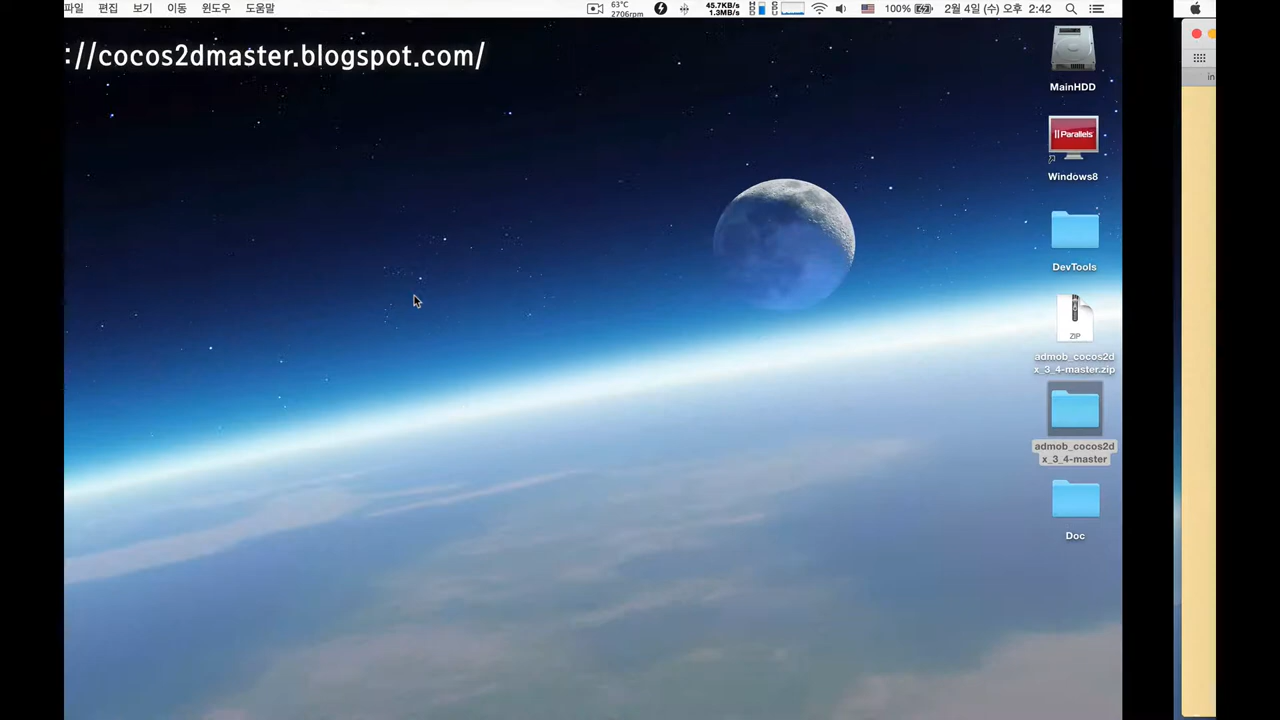 파일 편집 보기 이동 윈도우 도움말 63°C 2706rpm 45.7KB/s 1.3MB/s 100% 2월 4일 (수) 오후 2:42
://cocos2dmaster.blogspot.com/
MainHDD
in
||Parallels
Windows8
DevTools
ZIP
admob_cocos2d
x_3_4-master.zip
admob_cocos2d
x_3_4-master
Doc